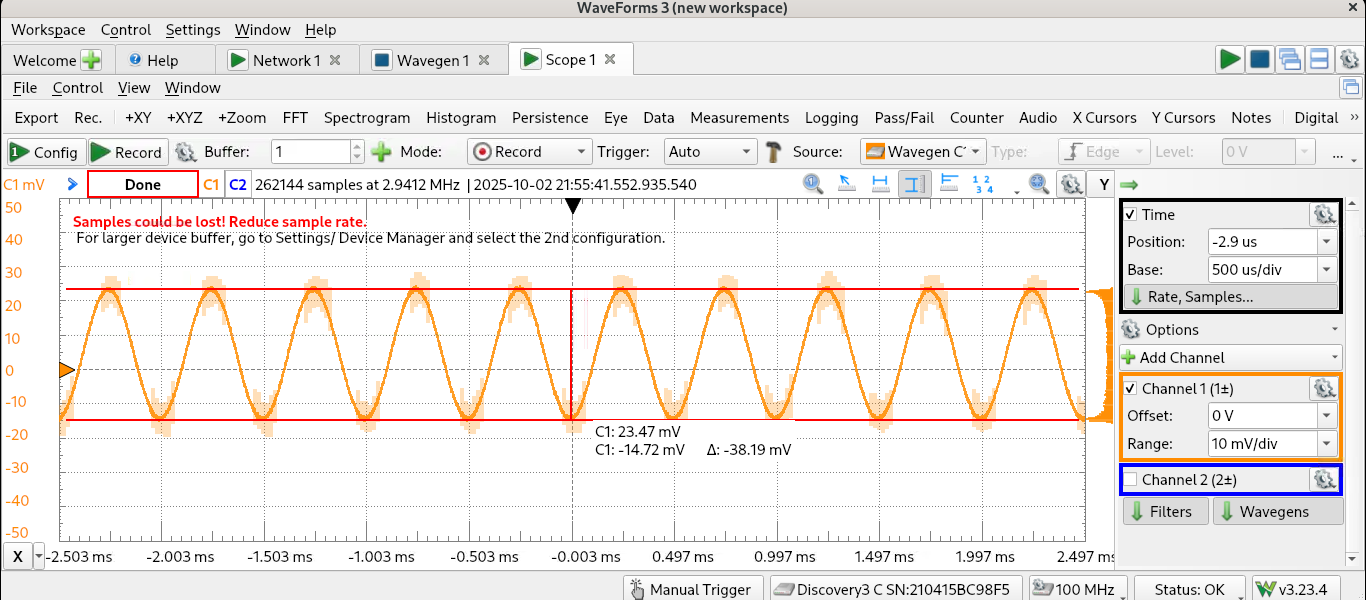 WaveForms 3 (new workspace)
Workspace Control Settings Window Help
Welcome Help Network 1 Wavegen 1 Scope 1
File Control View Window
Export Rec. +XY +XYZ +Zoom FFT Spectrogram Histogram Persistence Eye Data Measurements Logging Pass/Fail Counter Audio X Cursors Y Cursors Notes Digital »
Config Record Buffer: 1 Mode: Record Trigger: Auto Source: Wavegen C Type: Edge Level: 0 V ...
C1 mV Done C1 C2 262144 samples at 2.9412 MHz | 2025-10-02 21:55:41.552.935.540 Y
Samples could be lost! Reduce sample rate.
For larger device buffer, go to Settings/ Device Manager and select the 2nd configuration.
50
40
30
20
10
0
-10
-20
-30
-40
-50
C1: 23.47 mV
C1: -14.72 mV Δ: -38.19 mV
X -2.503 ms -2.003 ms -1.503 ms -1.003 ms -0.503 ms -0.003 ms 0.497 ms 0.997 ms 1.497 ms 1.997 ms 2.497 ms
Time
Position: -2.9 us
Base: 500 us/div
Rate, Samples...
Options
Add Channel
Channel 1 (1±)
Offset: 0 V
Range: 10 mV/div
Channel 2 (2±)
Filters Wavegens
Manual Trigger Discovery3 C SN:210415BC98F5 100 MHz Status: OK v3.23.4